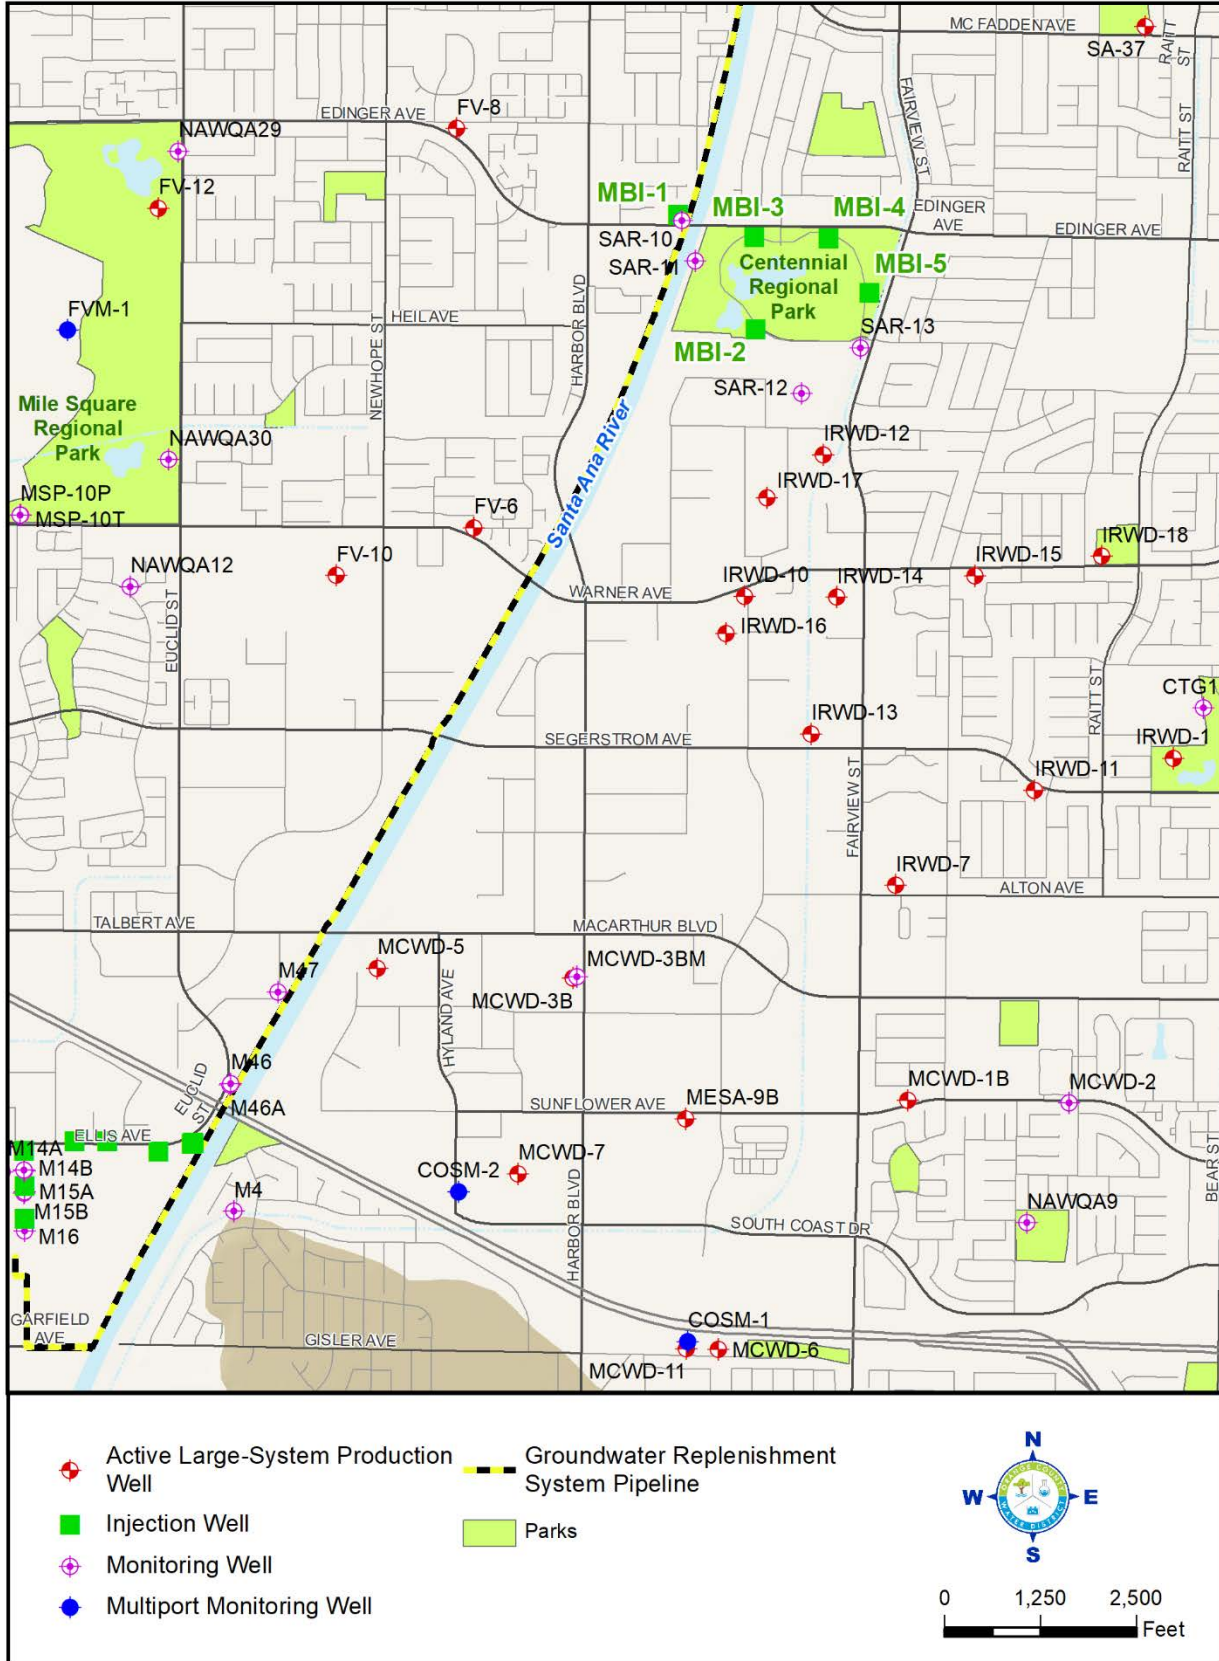 MC FADDEN AVE
SA-37
RAITT
ST
FV-8
EDINGER AVE
NAWQA29
FAIRVIEW ST
RAITT ST
FV-12
MBI-1
MBI-3
MBI-4
EDINGER
AVE
EDINGER AVE
SAR-10
SAR-11
Centennial
Regional
Park
MBI-5
HARBOR BLVD
FVM-1
HEIL AVE
NEWHOPE ST
MBI-2
SAR-13
SAR-12
Mile Square
Regional
Park
NAWQA30
Santa Ana River
IRWD-12
IRWD-17
MSP-10P
MSP-10T
FV-6
FV-10
NAWQA12
IRWD-18
IRWD-15
IRWD-10
IRWD-14
WARNER AVE
EUCLID ST
IRWD-16
CTG1
RAITT ST
IRWD-13
SEGERSTROM AVE
IRWD-1
IRWD-11
FAIRVIEW ST
IRWD-7
ALTON AVE
TALBERT AVE
MACARTHUR BLVD
MCWD-5
MCWD-3BM
M47
MCWD-3B
HYLAND AVE
M46
EUCLID
ST
M46A
MCWD-1B
MCWD-2
SUNFLOWER AVE
MESA-9B
ELLIS AVE
M14A
M14B
M15A
M15B
M16
M4
COSM-2
MCWD-7
HARBOR BLVD
BEAR ST
NAWQA9
SOUTH COAST DR
GARFIELD
AVE
GISLER AVE
COSM-1
MCWD-11
MCWD-6
Active Large-System Production
Well
Injection Well
Monitoring Well
Multiport Monitoring Well
Groundwater Replenishment
System Pipeline
Parks
N
W
E
S
ORANGE COUNTY
WATER DISTRICT
0 1,250 2,500
Feet